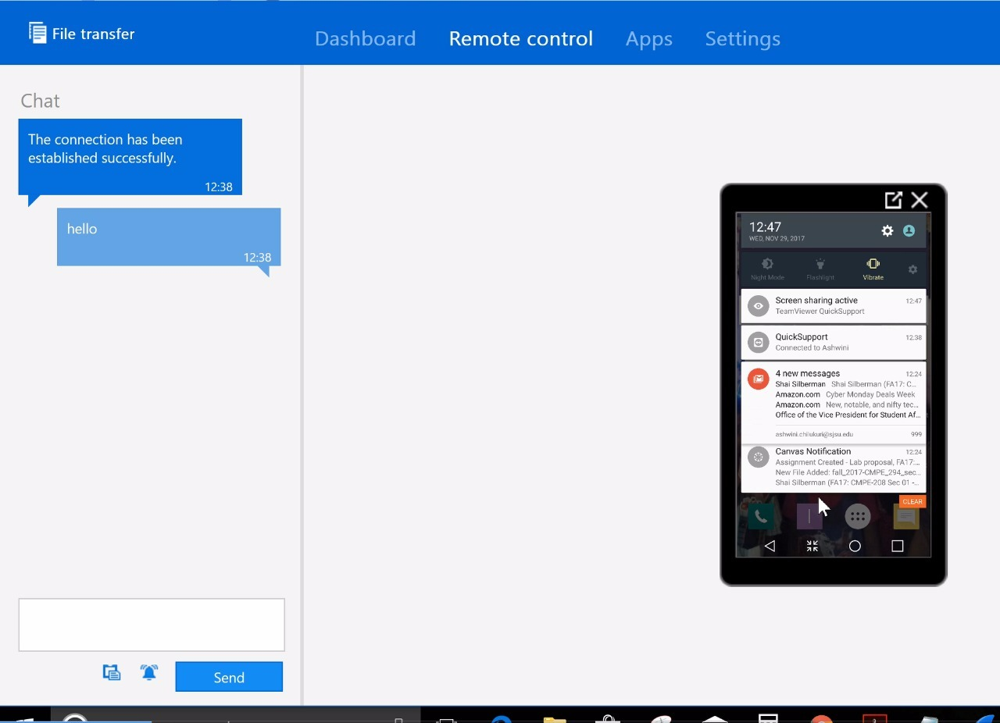 File transfer
Dashboard
Remote control
Apps
Settings
Chat
The connection has been
established successfully.
12:38
hello
12:38
Send
12:47
WED, NOV 29, 2017
Night Mode
Flashlight
Vibrate
Screen sharing active 12:47
TeamViewer QuickSupport
QuickSupport 12:38
Connected to Ashwini
4 new messages 12:24
Shai Silberman Shai Silberman (FA17: C...
Amazon.com Cyber Monday Deals Week
Amazon.com New, notable, and nifty tec...
Office of the Vice President for Student Af...
ashwini.chilukuri@sjsu.edu 999
Canvas Notification 12:24
Assignment Created - Lab proposal, FA17:...
New File Added: fall_2017-CMPE_294_sec...
Shai Silberman (FA17: CMPE-208 Sec 01 -...
CLEAR